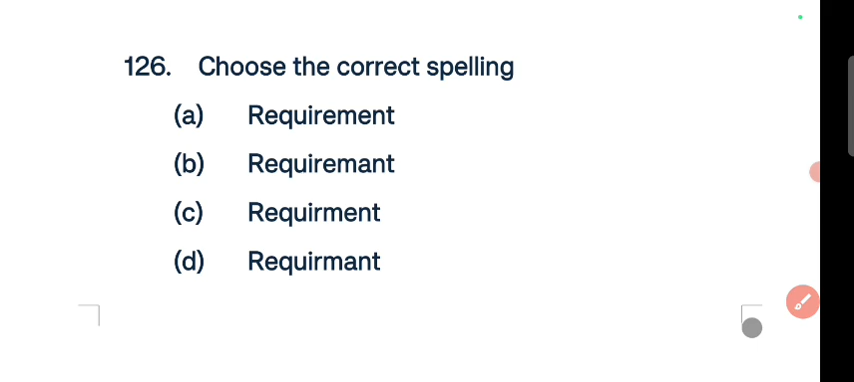 126. Choose the correct spelling
(a) Requirement
(b) Requiremant
(c) Requirment
(d) Requirmant